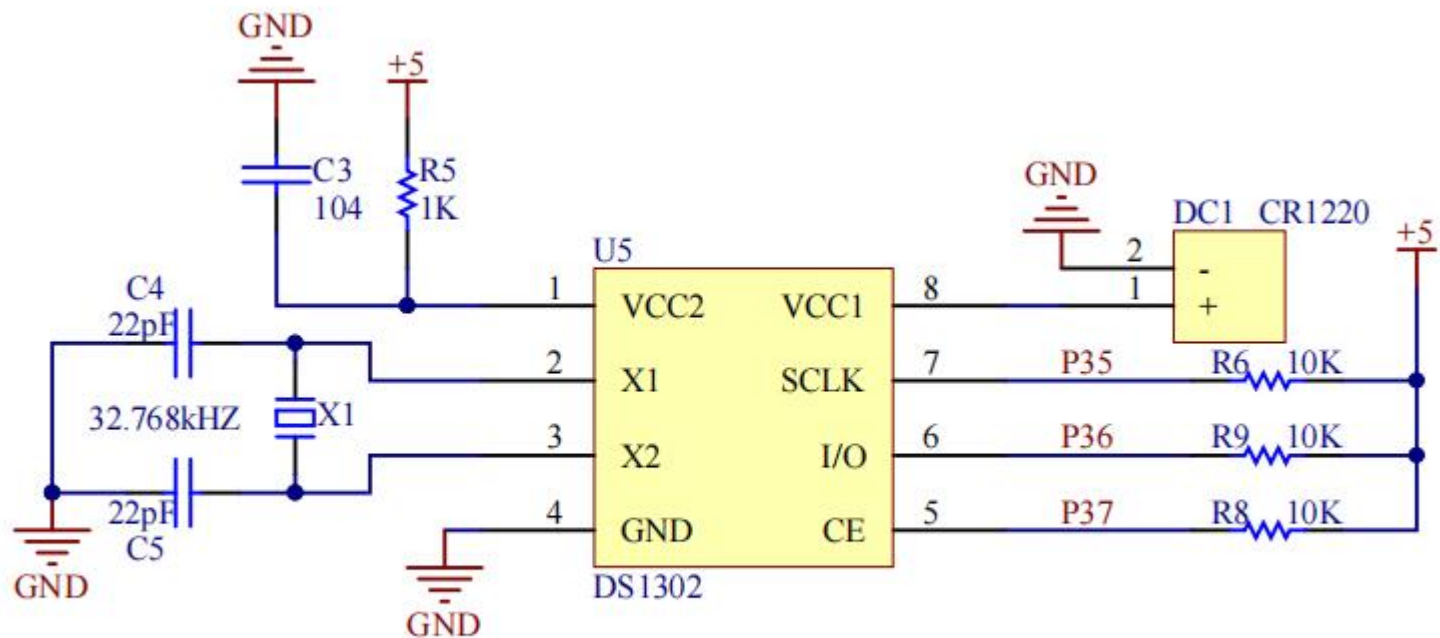 GND
+5
C3
104
R5
1K
GND
DC1 CR1220
+5
2 -
1 +
U5
1 VCC2 VCC1 8
C4
22pF
2 X1 SCLK 7 P35 R6 10K
32.768kHZ X1
3 X2 I/O 6 P36 R9 10K
22pF
C5
4 GND CE 5 P37 R8 10K
GND
DS1302
GND